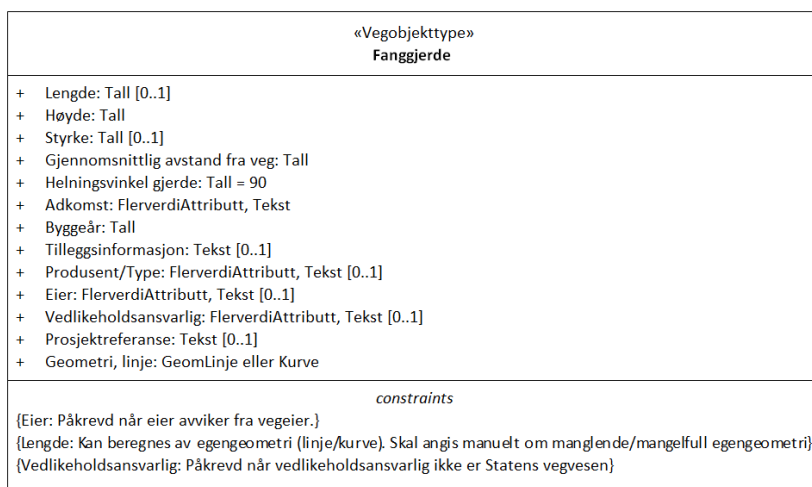 «Vegobjekttype»
Fanggjerde
+ Lengde: Tall [0..1]
+ Høyde: Tall
+ Styrke: Tall [0..1]
+ Gjennomsnittlig avstand fra veg: Tall
+ Helningsvinkel gjerde: Tall = 90
+ Adkomst: FlerverdiAttributt, Tekst
+ Byggeår: Tall
+ Tilleggsinformasjon: Tekst [0..1]
+ Produsent/Type: FlerverdiAttributt, Tekst [0..1]
+ Eier: FlerverdiAttributt, Tekst [0..1]
+ Vedlikeholdsansvarlig: FlerverdiAttributt, Tekst [0..1]
+ Prosjektreferanse: Tekst [0..1]
+ Geometri, linje: GeomLinje eller Kurve
constraints
{Eier: Påkrevd når eier avviker fra vegeier.}
{Lengde: Kan beregnes av egengeometri (linje/kurve). Skal angis manuelt om manglende/mangelfull egengeometri}
{Vedlikeholdsansvarlig: Påkrevd når vedlikeholdsansvarlig ikke er Statens vegvesen}